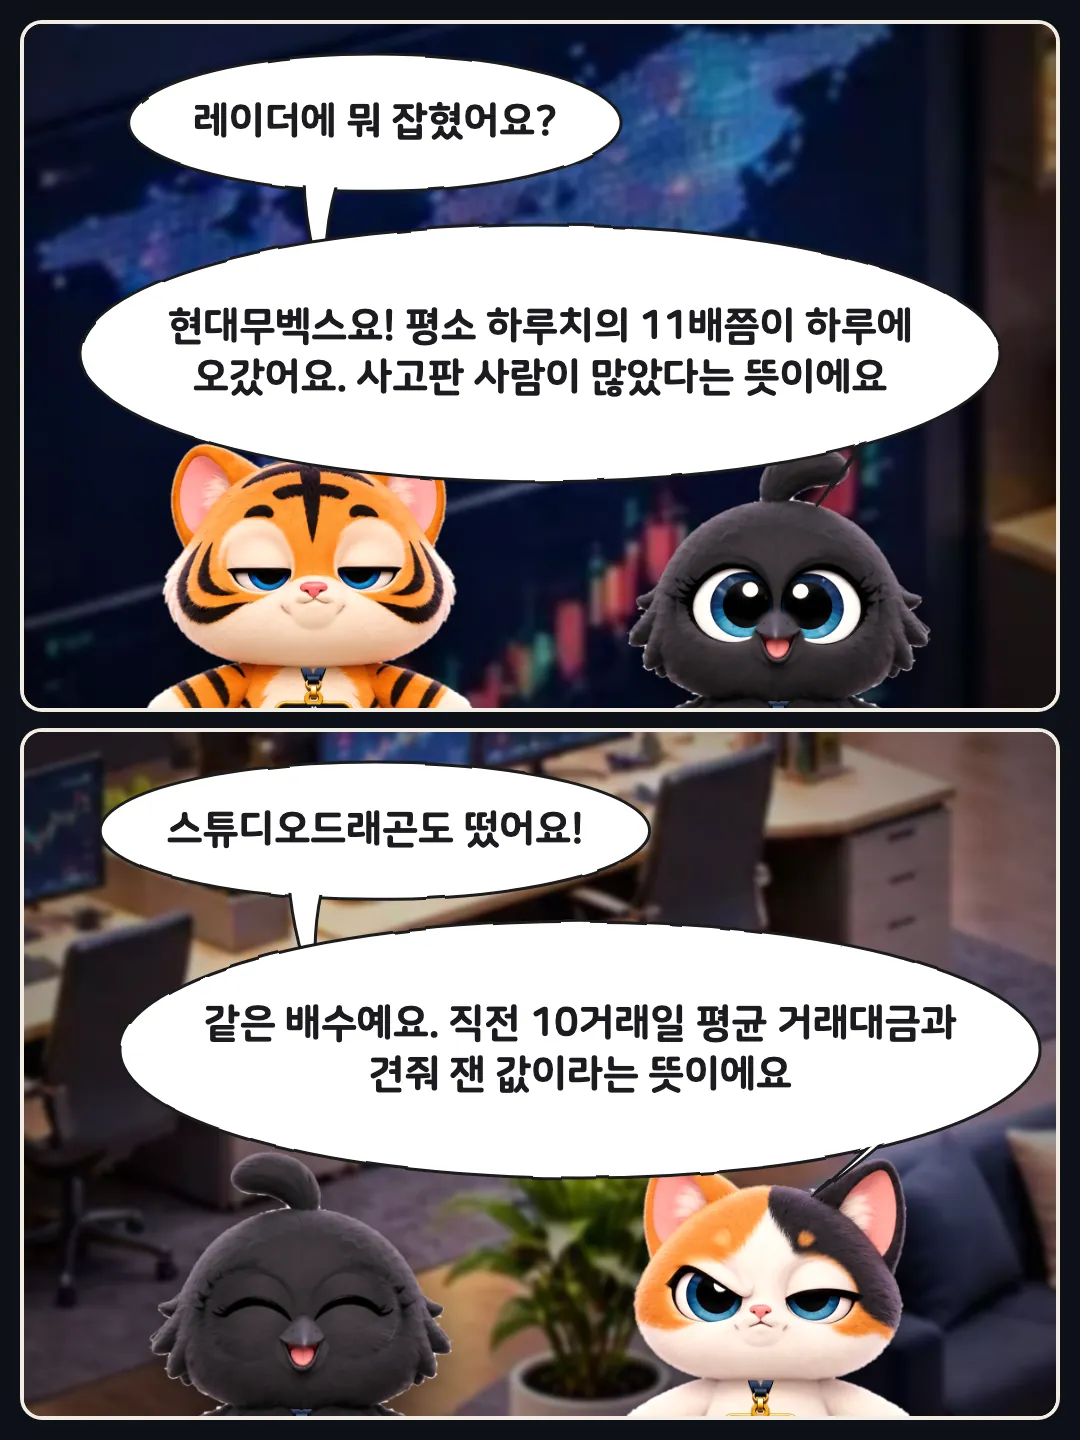 레이더에 뭐 잡혔어요?
현대무벡스요! 평소 하루치의 11배쯤이 하루에
오갔어요. 사고판 사람이 많았다는 뜻이에요
스튜디오드래곤도 떴어요!
같은 배수예요. 직전 10거래일 평균 거래대금과
견줘 잰 값이라는 뜻이에요